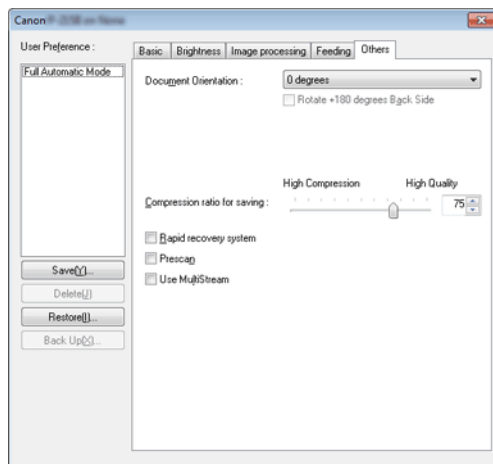 Canon
User Preference :
Full Automatic Mode
Save(Y)...
Delete(J)
Restore(I)...
Back Up(X)...
Basic Brightness Image processing Feeding Others
Document Orientation : 0 degrees
Rotate +180 degrees Back Side
High Compression High Quality
Compression ratio for saving : 75
Rapid recovery system
Prescan
Use MultiStream